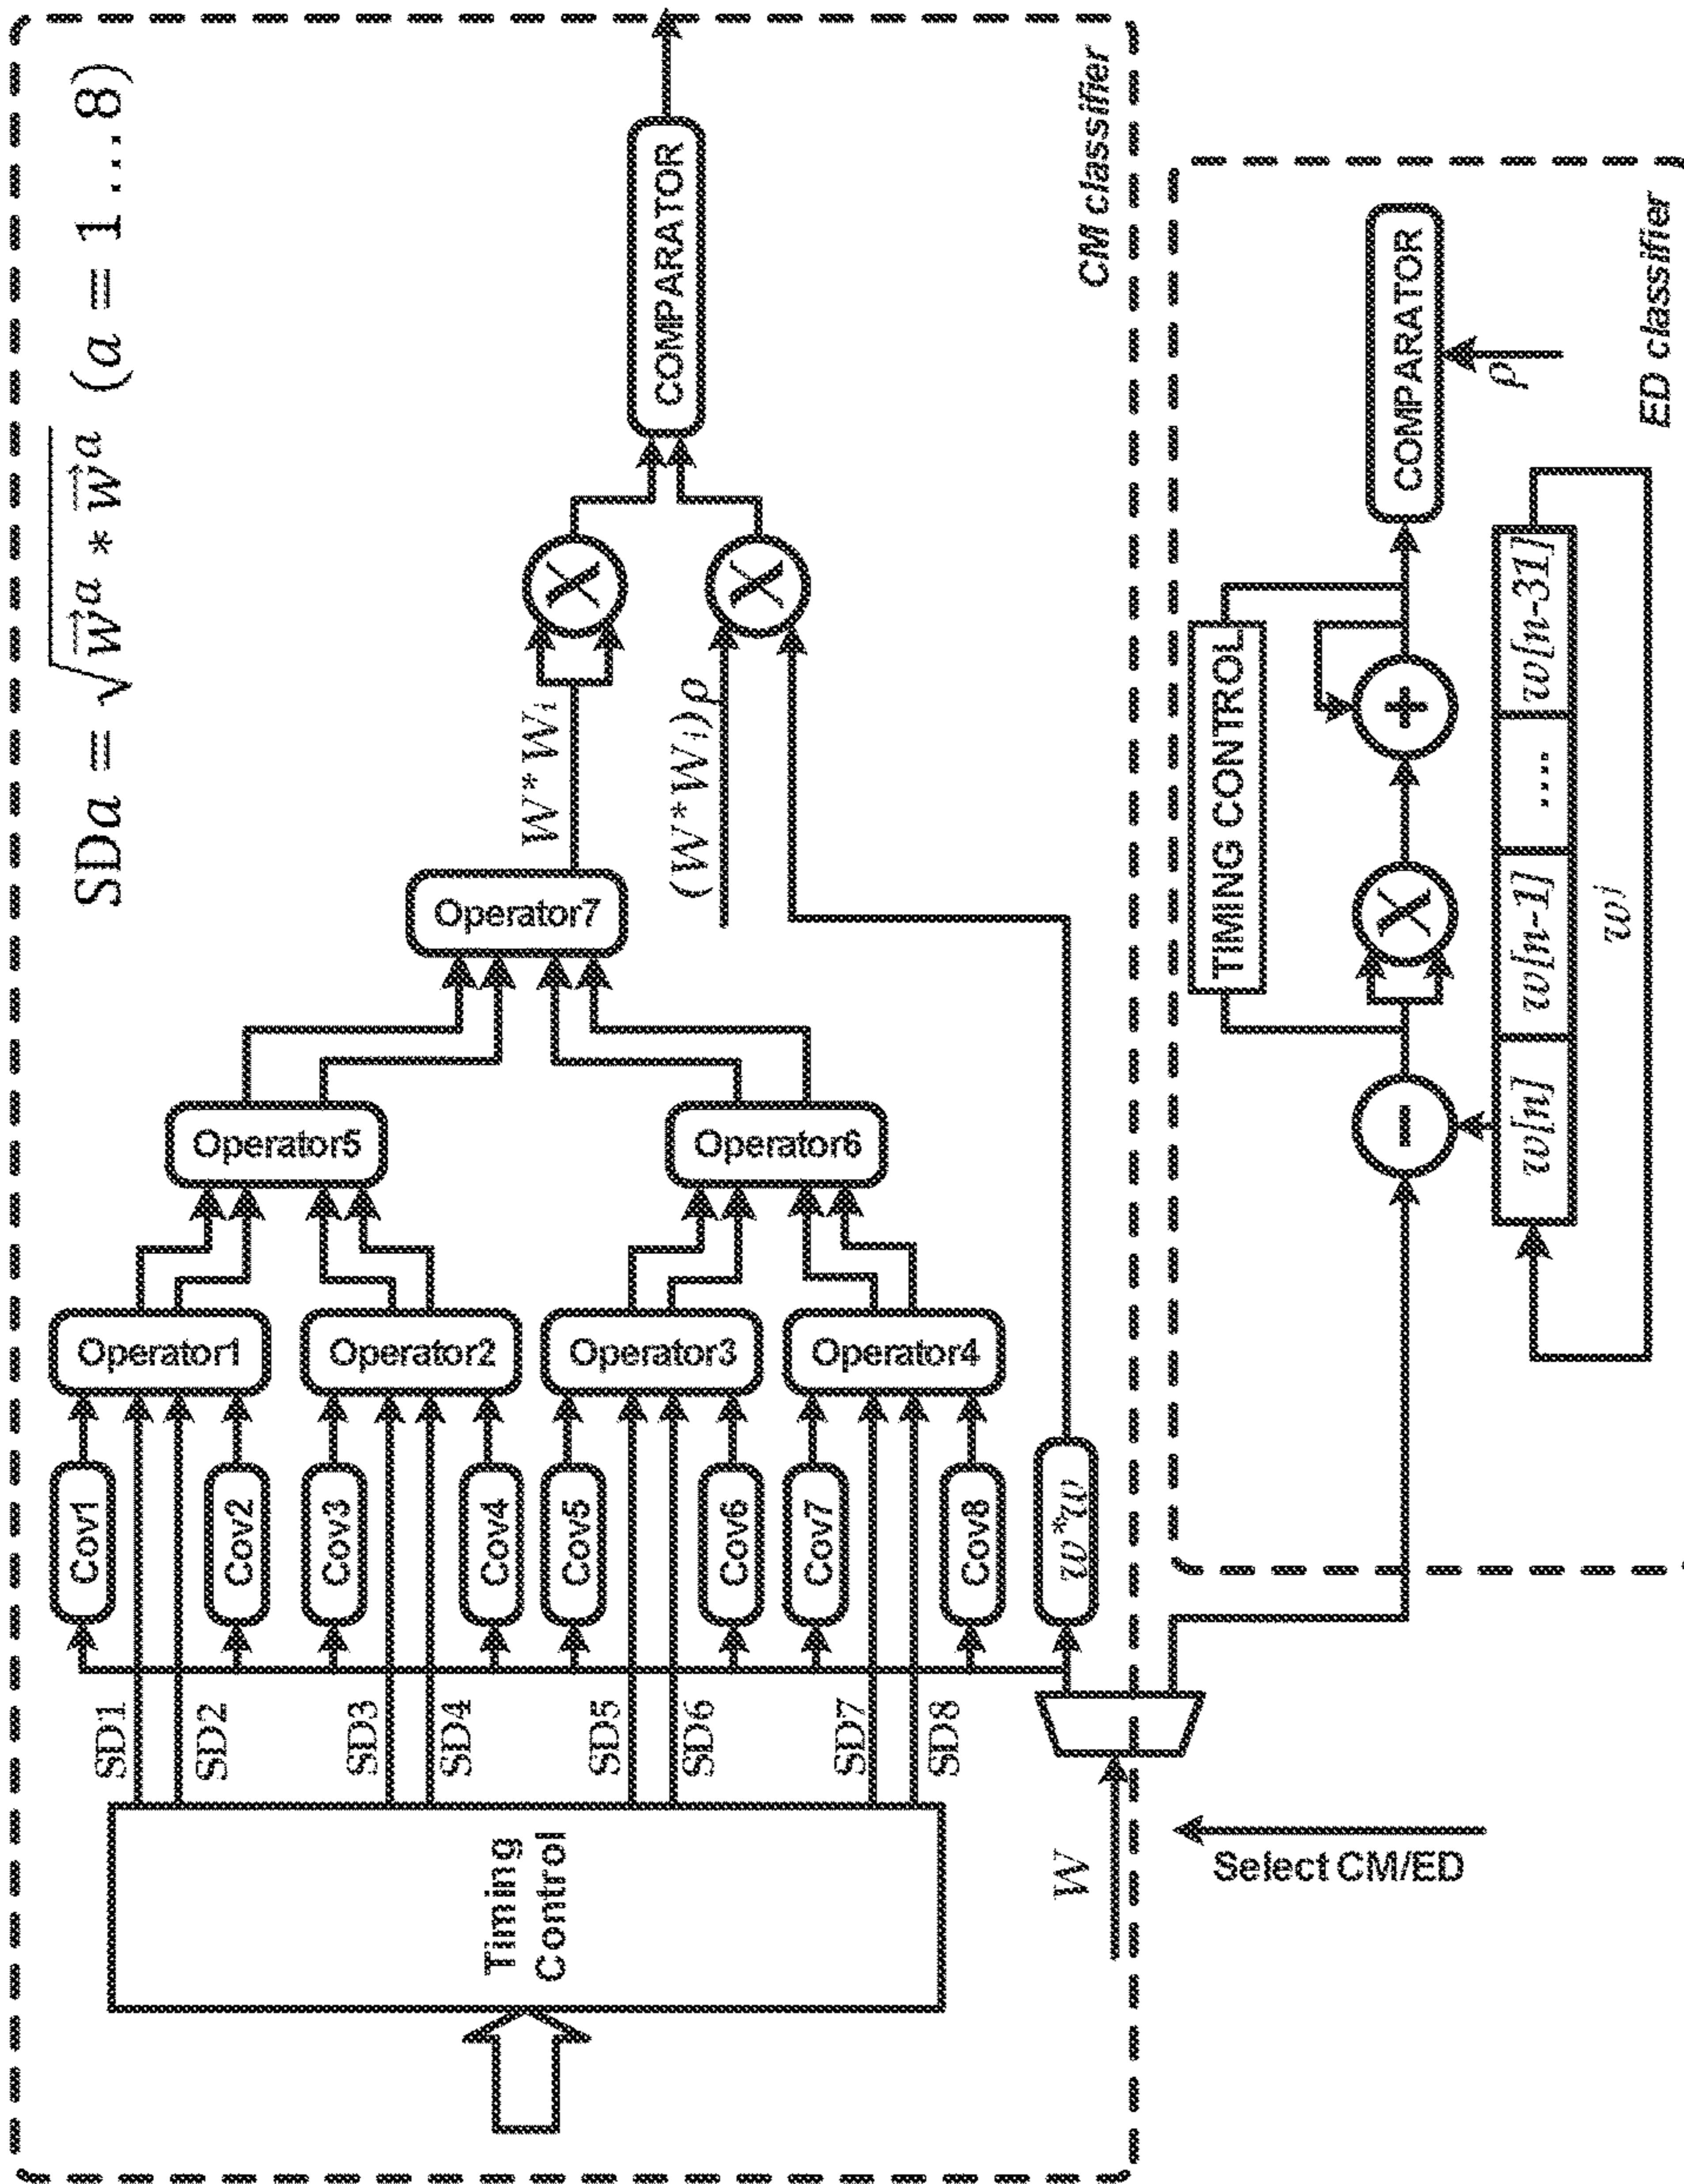 SDa = √w⃗ᵃ * w⃗ᵃ (a = 1...8)
Timing
Control
SD1
SD2
SD3
SD4
SD5
SD6
SD7
SD8
Cov1
Cov2
Cov3
Cov4
Cov5
Cov6
Cov7
Cov8
w*w
Operator1
Operator2
Operator3
Operator4
Operator5
Operator6
Operator7
W*Wᵢ
(W*Wᵢ)ρ
X
X
COMPARATOR
CM classifier
W
Select CM/ED
TIMING CONTROL
−
X
+
COMPARATOR
ρ
w[n]
w[n-1]
....
w[n-31]
wʲ
ED classifier